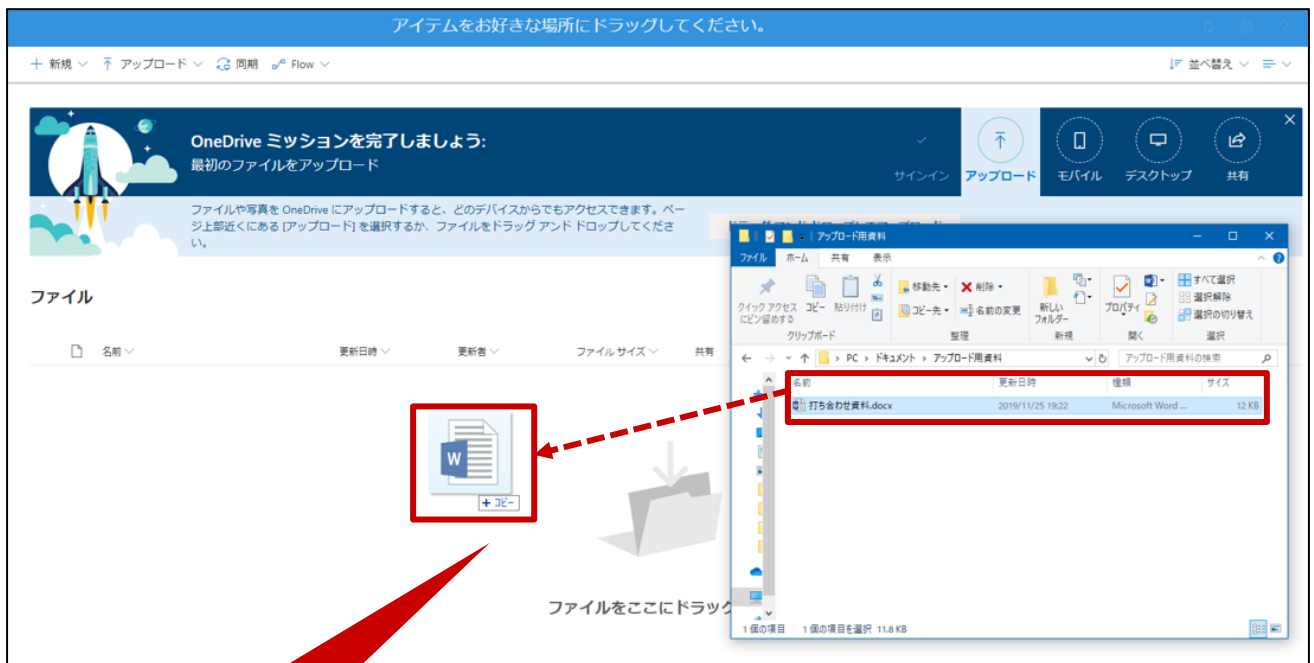 アイテムをお好きな場所にドラッグしてください。
＋ 新規 アップロード 同期 Flow 並べ替え
OneDrive ミッションを完了しましょう:
最初のファイルをアップロード
サインイン アップロード モバイル デスクトップ 共有
ファイルや写真を OneDrive にアップロードすると、どのデバイスからでもアクセスできます。ペー
ジ上部近くにある [アップロード] を選択するか、ファイルをドラッグ アンド ドロップしてくださ
い。
ファイル
名前 更新日時 更新者 ファイル サイズ 共有
W
+ コピー
ファイルをここにドラッグ
アップロード用資料
ファイル ホーム 共有 表示
クイック アクセス
にピン留めする
コピー 貼り付け
クリップボード
移動先 削除
コピー先 名前の変更
整理
新しい
フォルダー
新規
プロパティ
開く
すべて選択
選択解除
選択の切り替え
選択
PC › ドキュメント › アップロード用資料
アップロード用資料の検索
名前 更新日時 種類 サイズ
打ち合わせ資料.docx 2019/11/25 19:22 Microsoft Word ... 12 KB
1 個の項目 1 個の項目を選択 11.8 KB